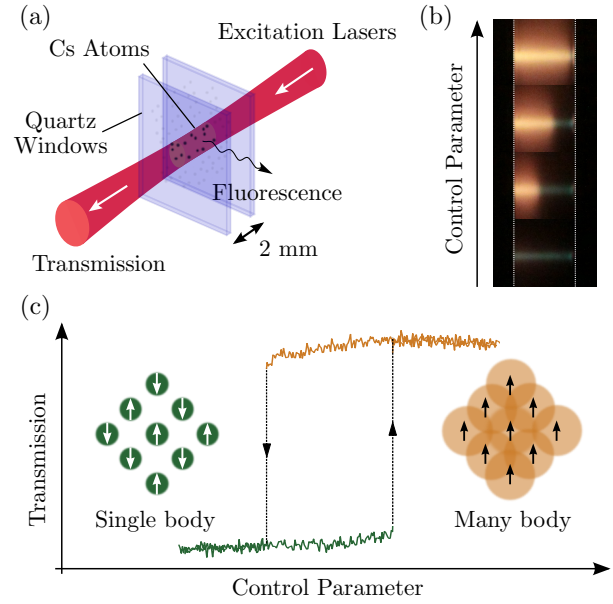 (a)
Cs Atoms
Excitation Lasers
Quartz
Windows
Fluorescence
2 mm
Transmission
(b)
Control Parameter
(c)
Transmission
Single body
Many body
Control Parameter